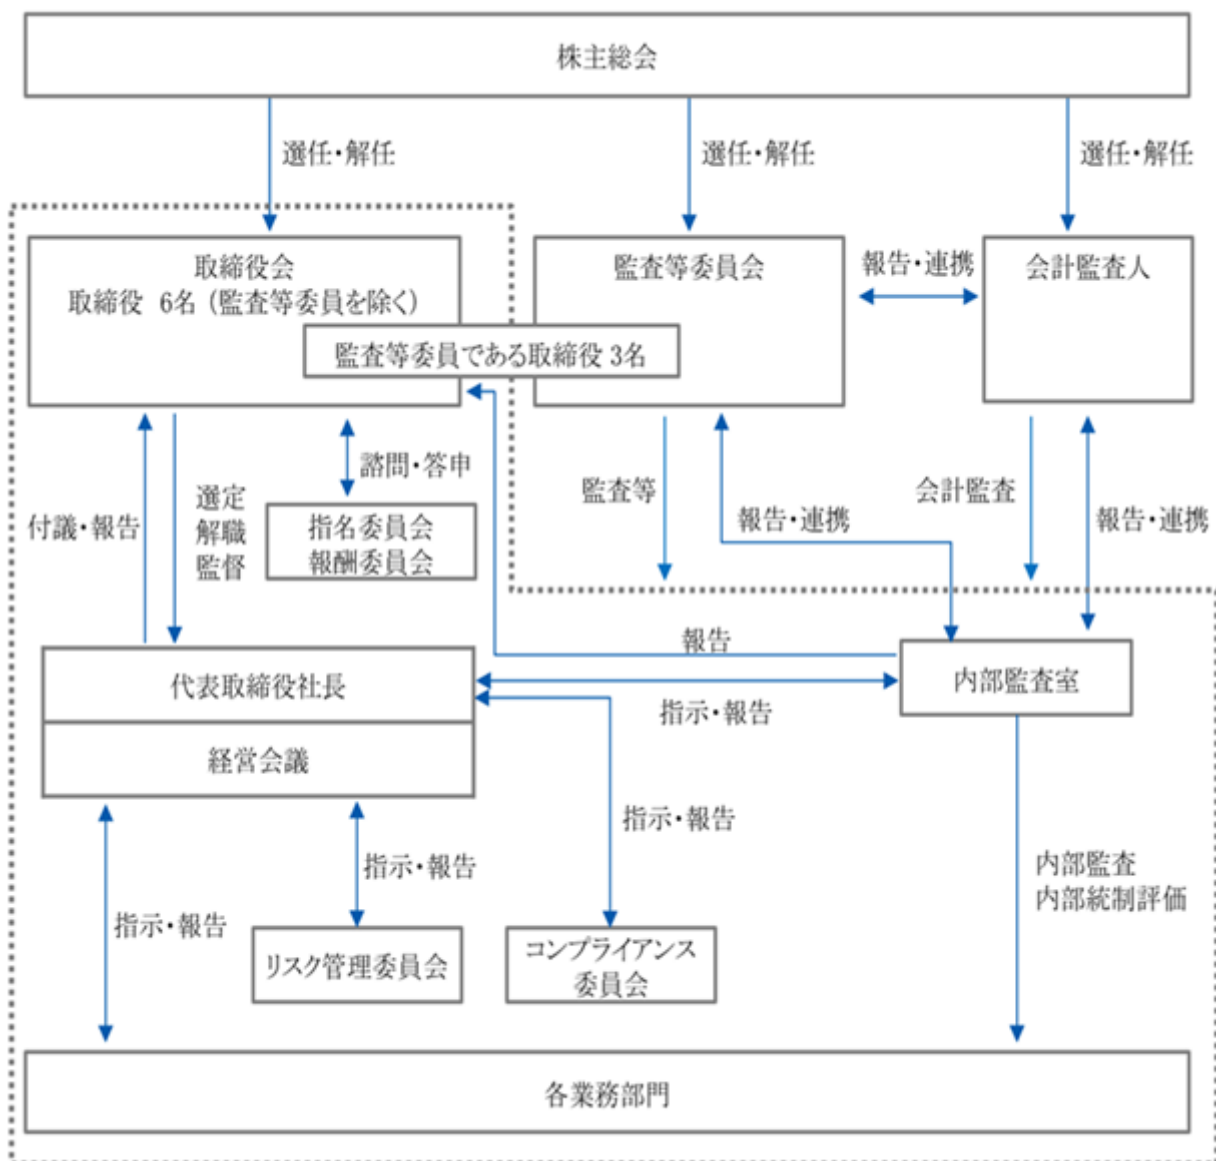 株主総会
選任・解任
選任・解任
選任・解任
取締役会
取締役 6名 (監査等委員を除く)
監査等委員会
報告・連携
会計監査人
監査等委員である取締役 3名
付議・報告
選定
解職
監督
諮問・答申
指名委員会
報酬委員会
監査等
報告・連携
会計監査
報告・連携
報告
代表取締役社長
経営会議
指示・報告
内部監査室
指示・報告
指示・報告
指示・報告
内部監査
内部統制評価
リスク管理委員会
コンプライアンス
委員会
各業務部門